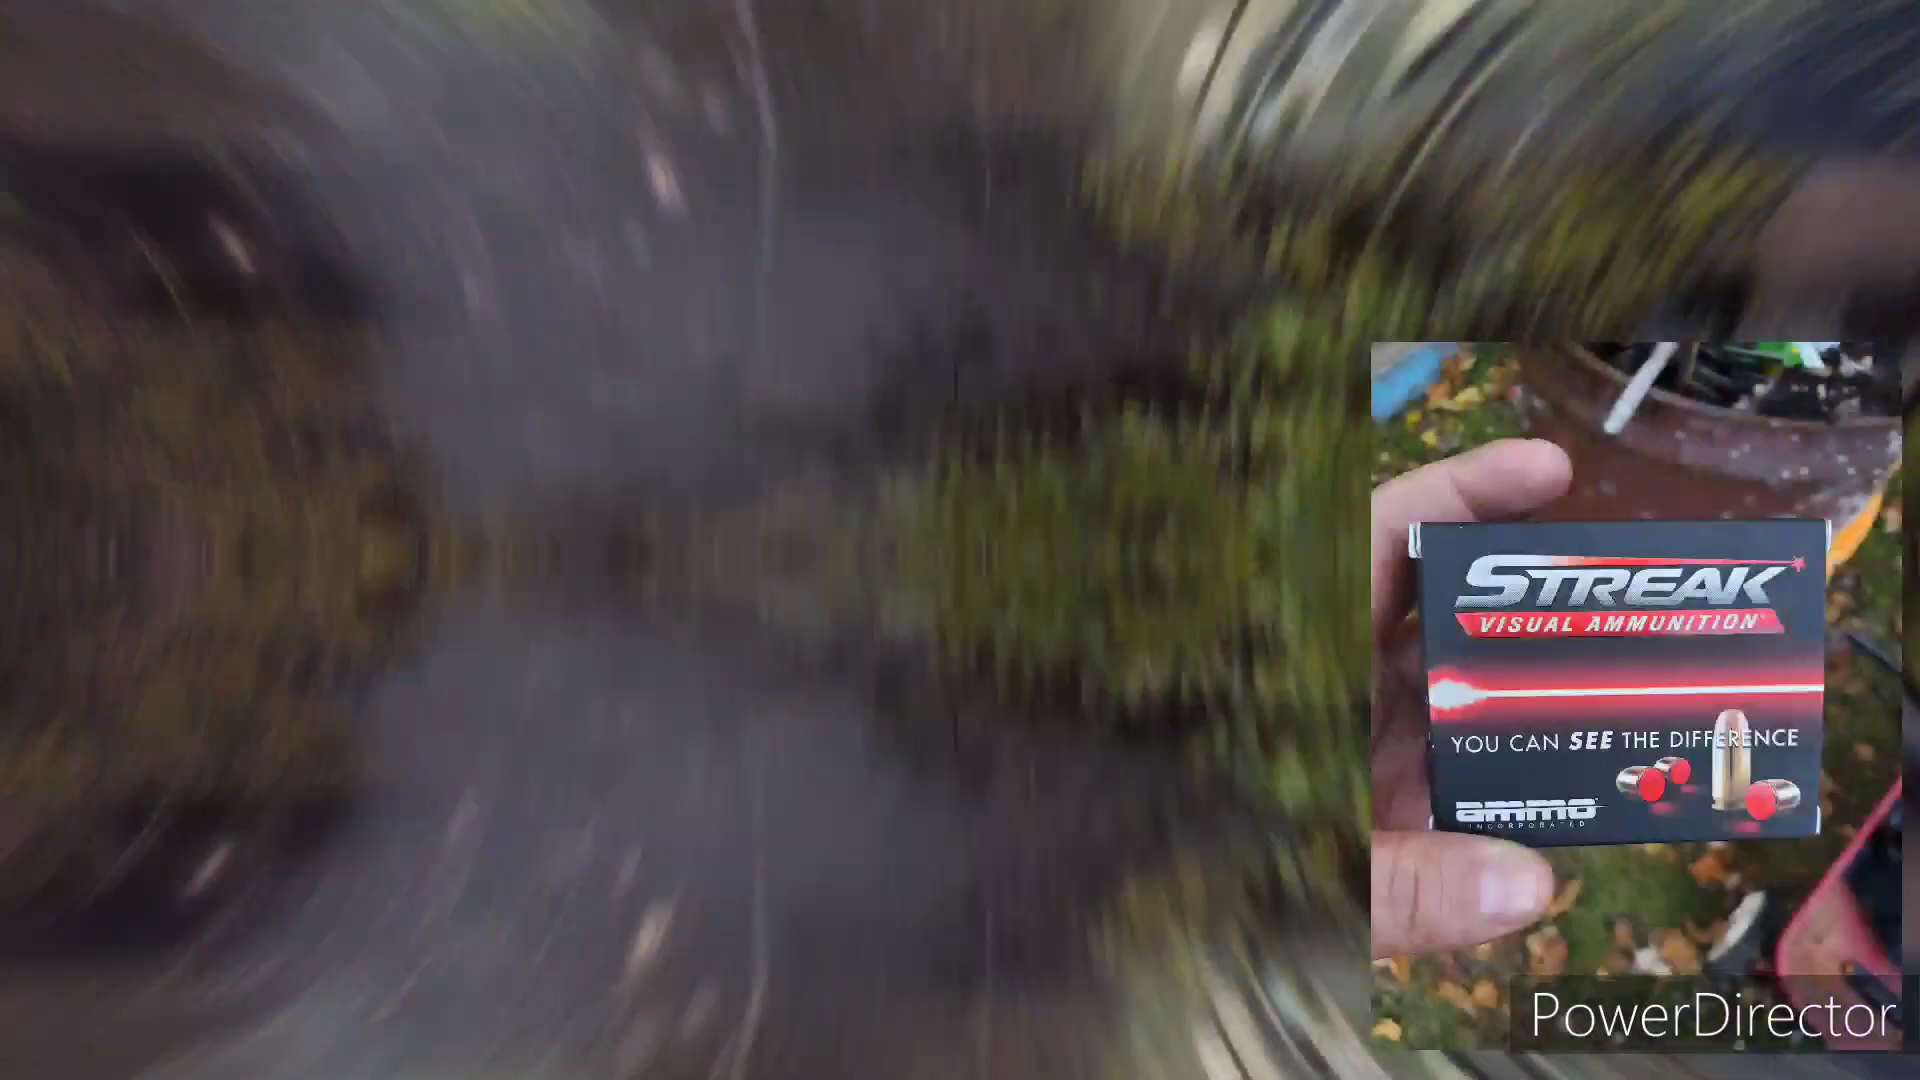 STREAK
VISUAL AMMUNITION
YOU CAN SEE THE DIFFERENCE
ammo
INCORPORATED
PowerDirector